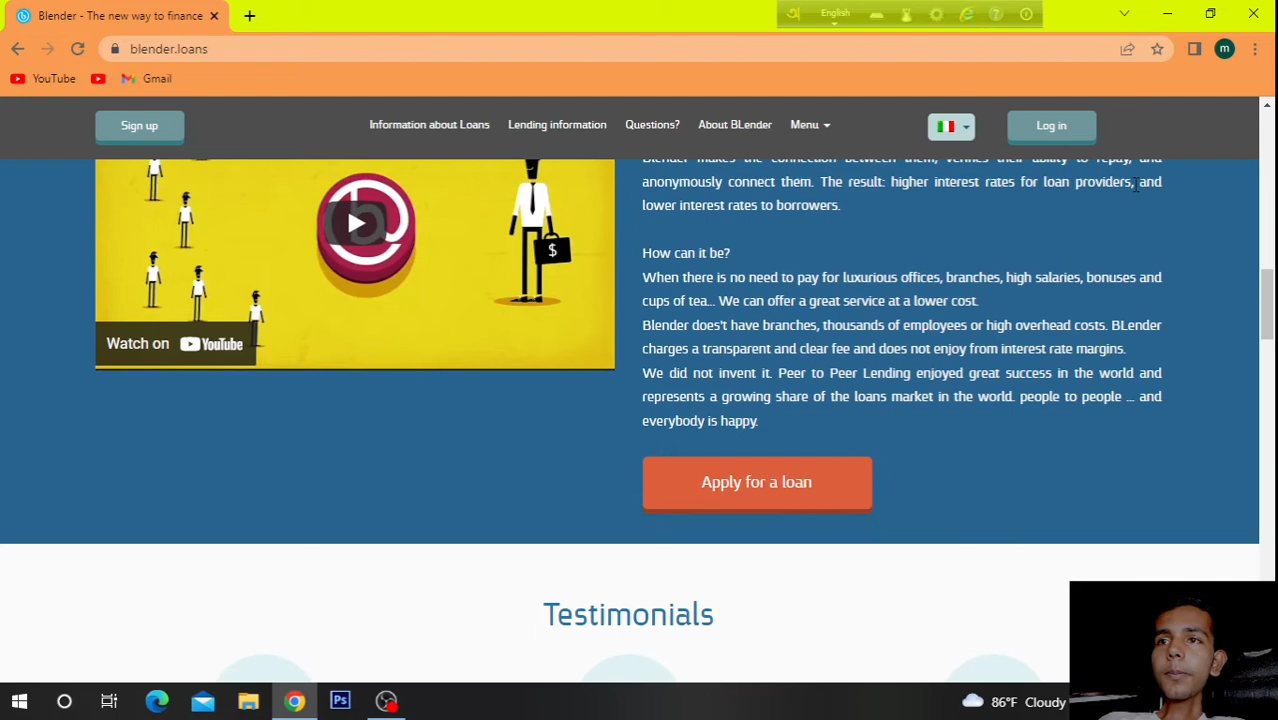 Blender - The new way to finance
English
blender.loans
m
YouTube
Gmail
Sign up
Information about Loans
Lending information
Questions?
About BLender
Menu
Log in
Blender makes the connection between them, verifies their ability to repay, and
anonymously connect them. The result: higher interest rates for loan providers, and
lower interest rates to borrowers.
$
How can it be?
When there is no need to pay for luxurious offices, branches, high salaries, bonuses and
cups of tea... We can offer a great service at a lower cost.
Blender does't have branches, thousands of employees or high overhead costs. BLender
charges a transparent and clear fee and does not enjoy from interest rate margins.
We did not invent it. Peer to Peer Lending enjoyed great success in the world and
represents a growing share of the loans market in the world. people to people ... and
everybody is happy.
Watch on YouTube
Apply for a loan
Testimonials
Ps
86°F Cloudy